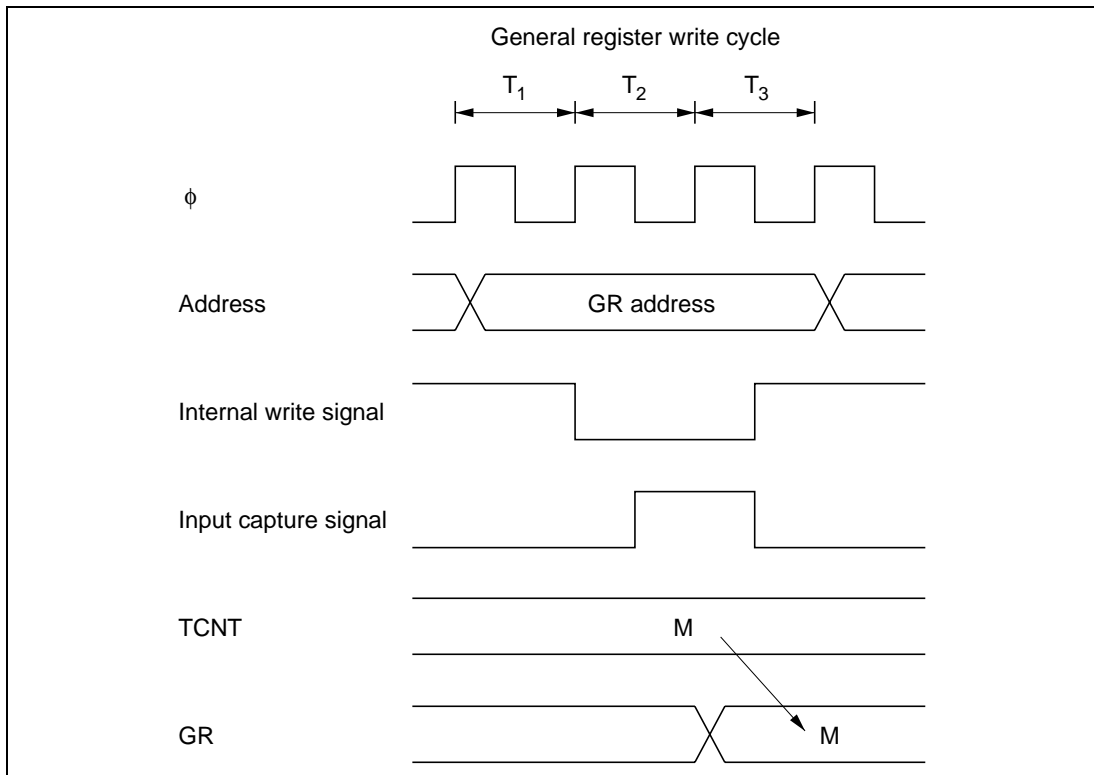 General register write cycle
T1 T2 T3
ϕ
Address GR address
Internal write signal
Input capture signal
TCNT M
GR M